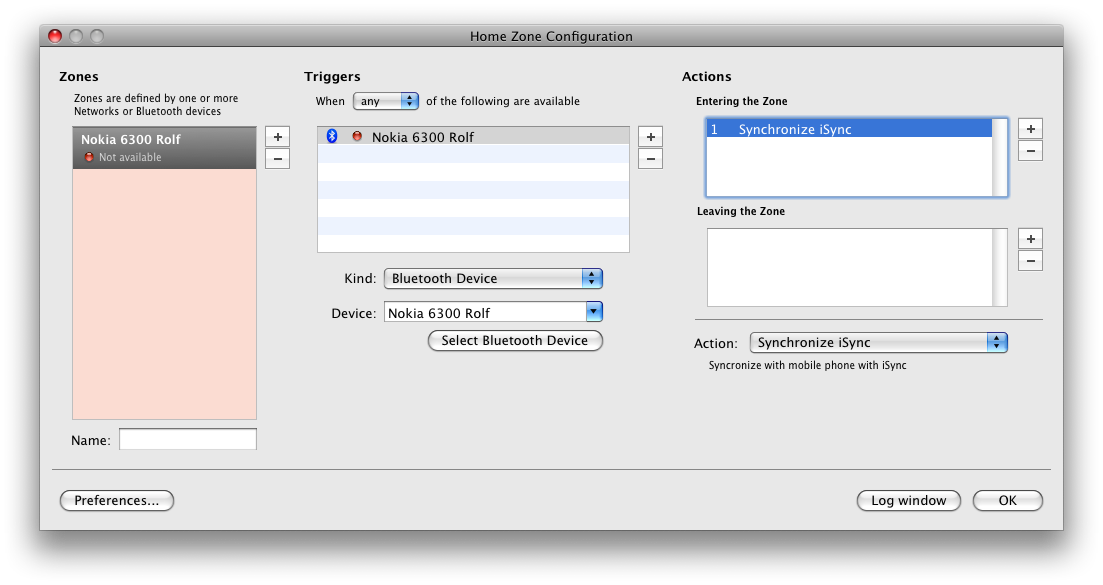 Home Zone Configuration
Zones
Zones are defined by one or more
Networks or Bluetooth devices
Nokia 6300 Rolf
Not available
Name:
Triggers
When any of the following are available
Nokia 6300 Rolf
Kind: Bluetooth Device
Device: Nokia 6300 Rolf
Select Bluetooth Device
Actions
Entering the Zone
1 Synchronize iSync
Leaving the Zone
Action: Synchronize iSync
Syncronize with mobile phone with iSync
Preferences...
Log window
OK